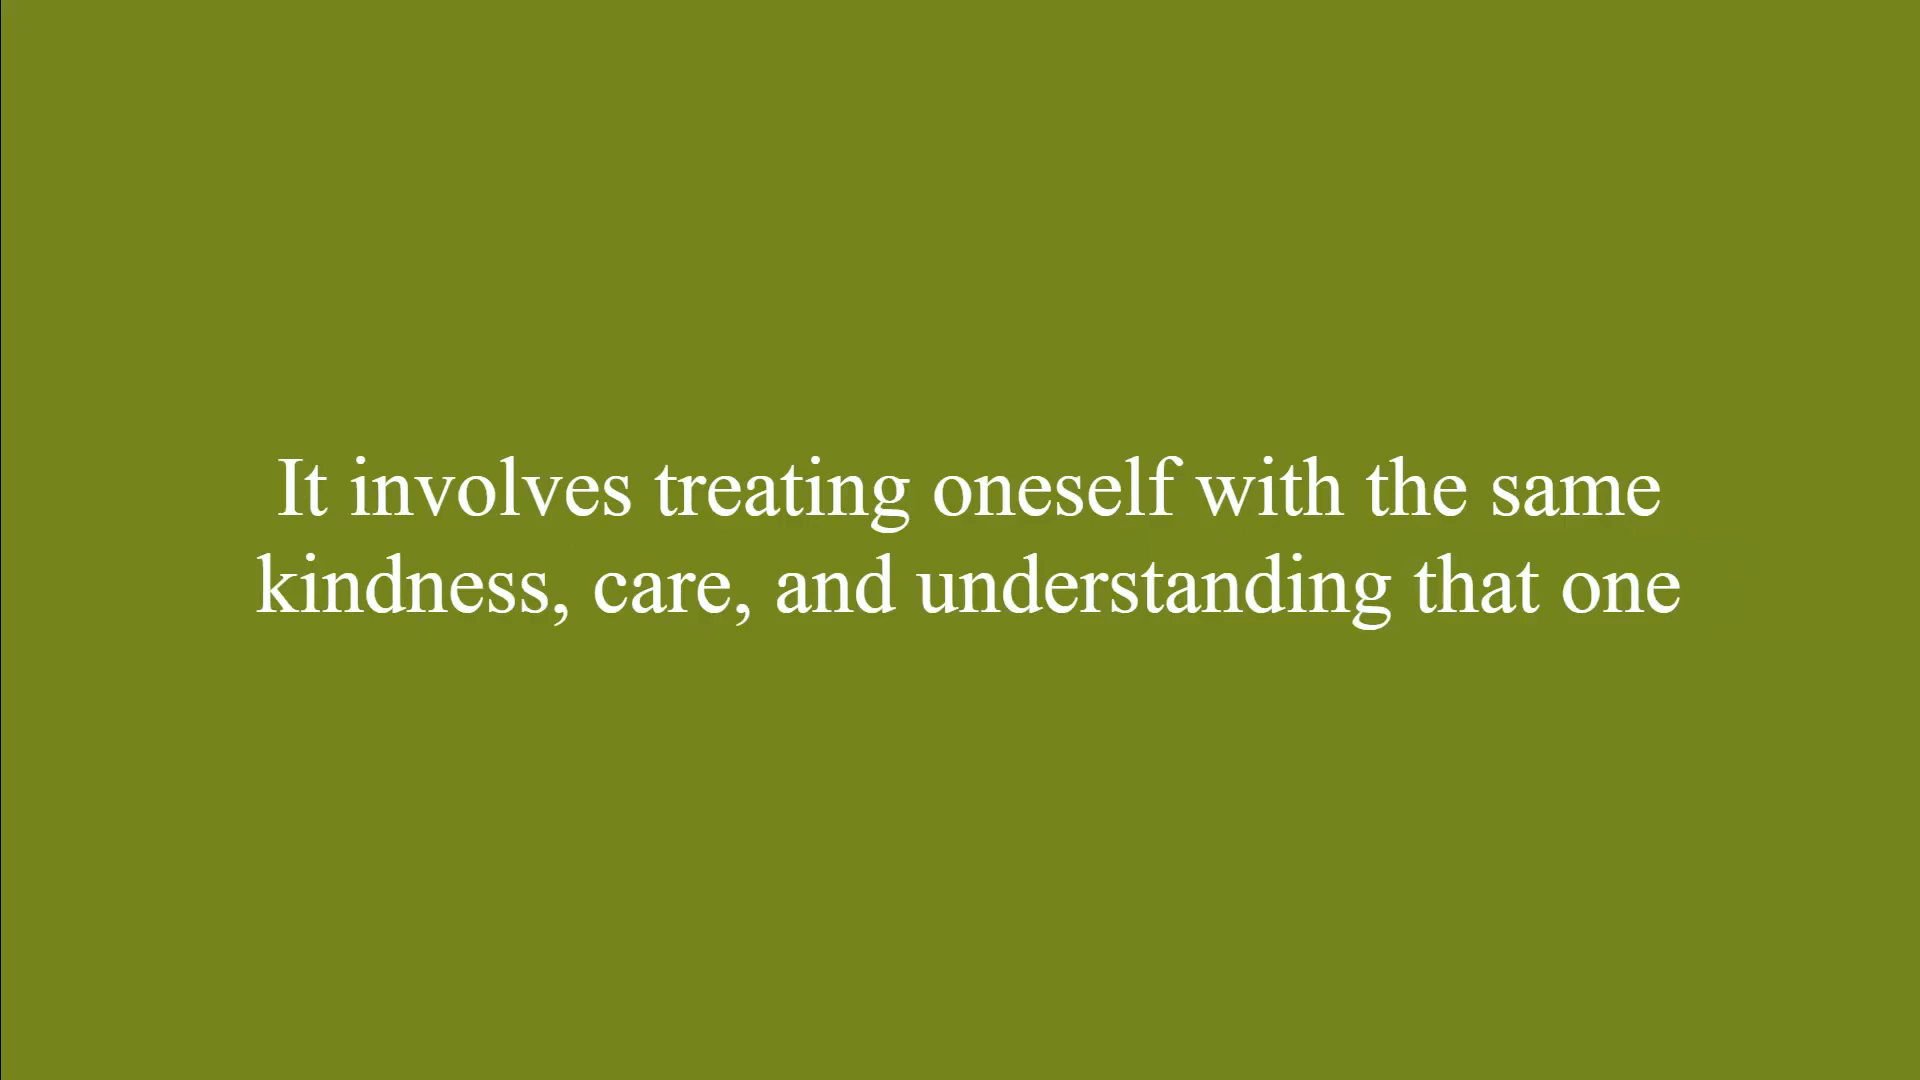 It involves treating oneself with the same
kindness, care, and understanding that one